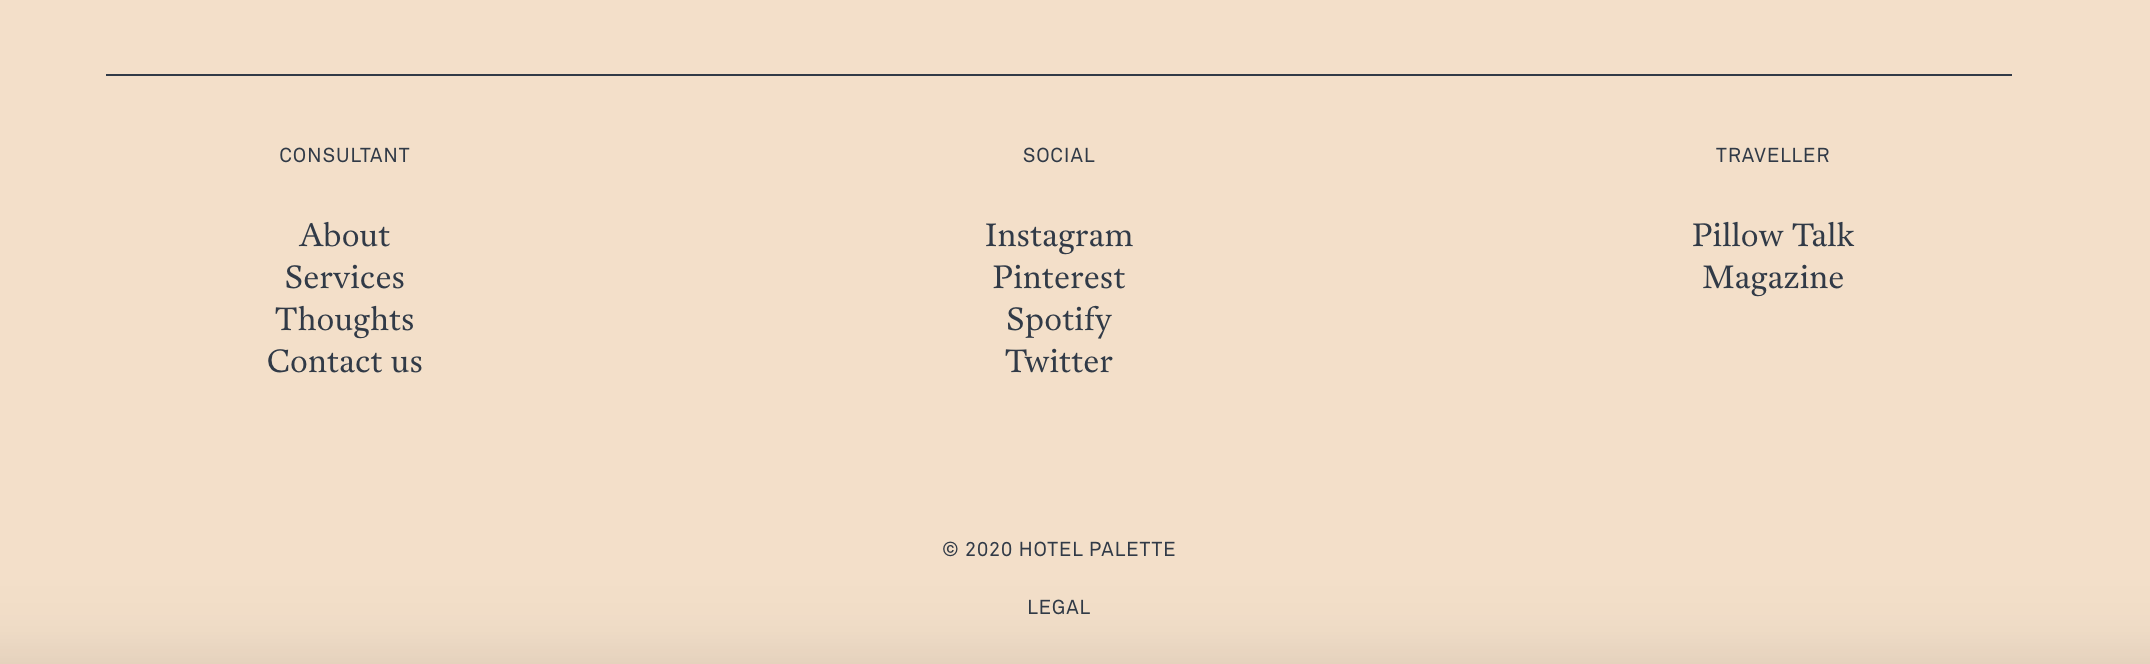 CONSULTANT
About
Services
Thoughts
Contact us
SOCIAL
Instagram
Pinterest
Spotify
Twitter
TRAVELLER
Pillow Talk
Magazine
© 2020 HOTEL PALETTE
LEGAL